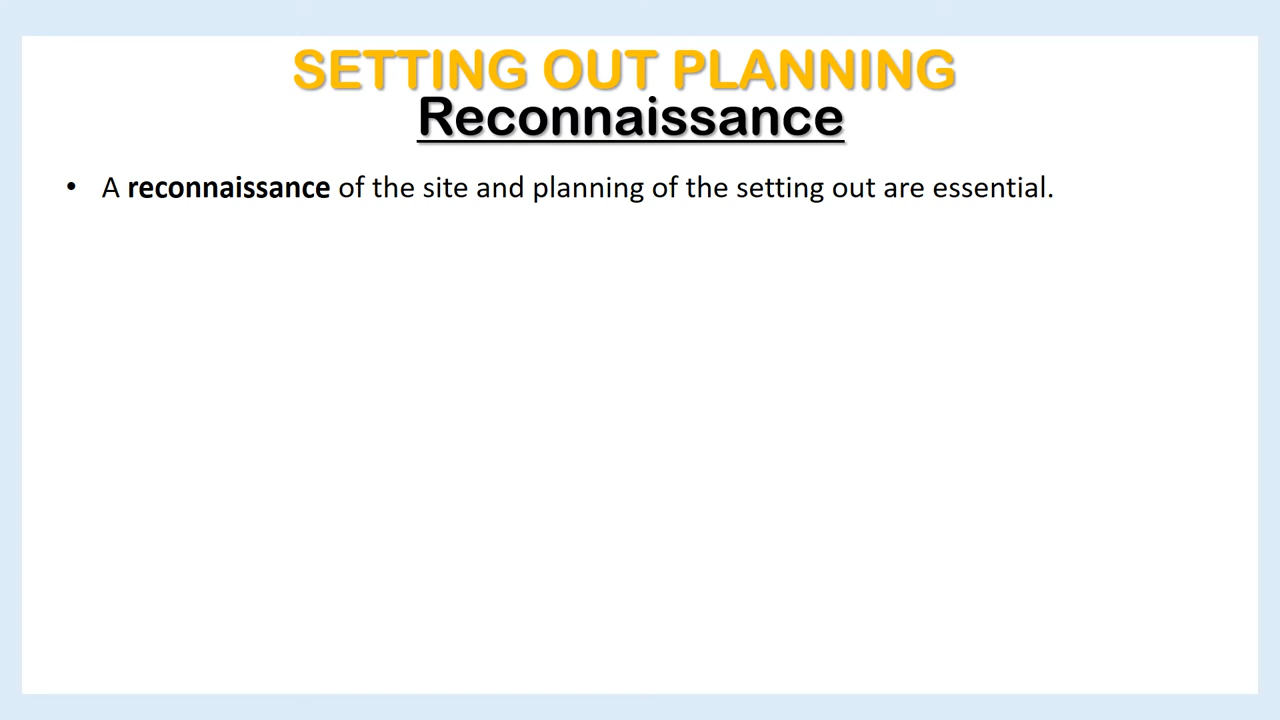 SETTING OUT PLANNING
Reconnaissance
• A reconnaissance of the site and planning of the setting out are essential.